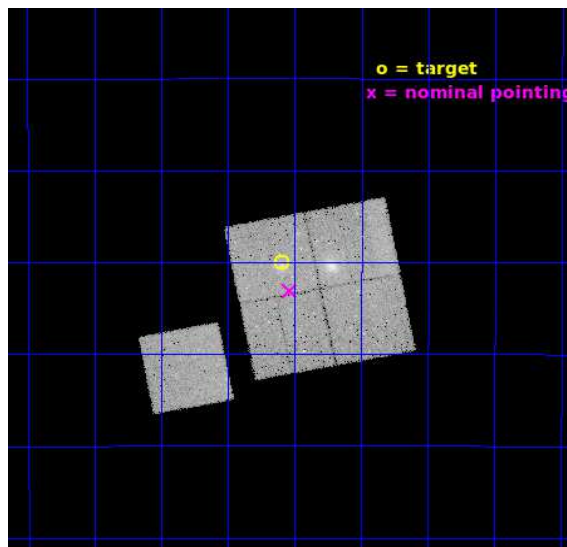 o = target
x = nominal pointing